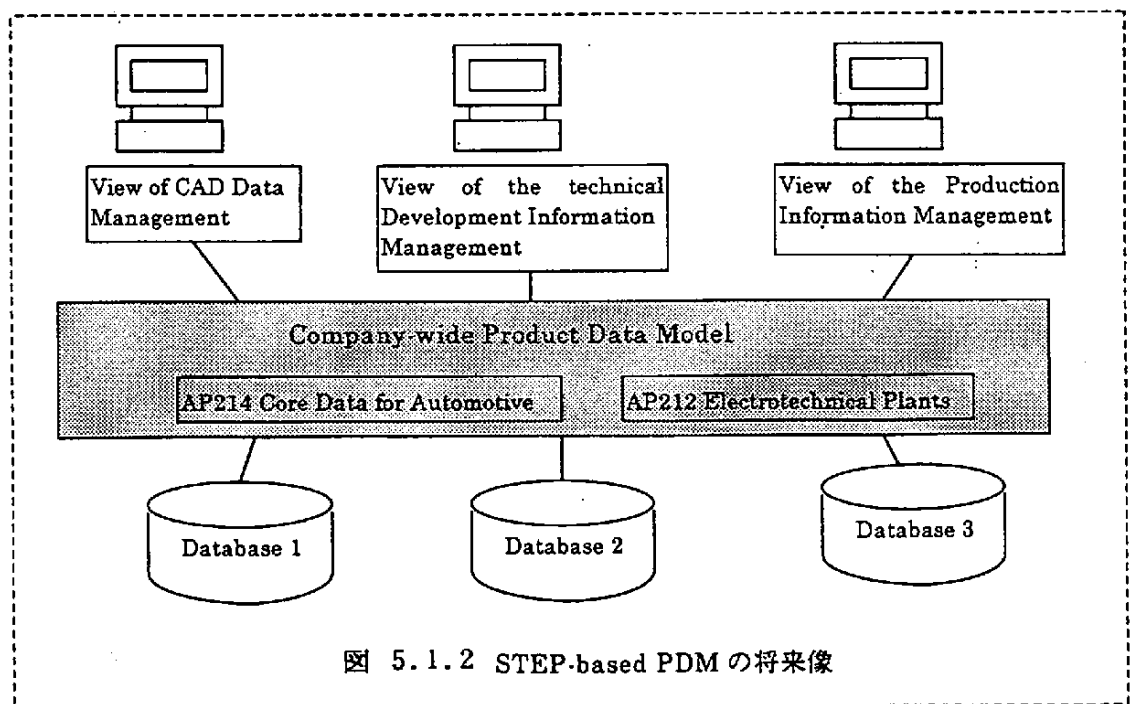 View of CAD Data
Management
View of the technical
Development Information
Management
View of the Production
Information Management
Company-wide Product Data Model
AP214 Core Data for Automotive
AP212 Electrotechnical Plants
Database 1
Database 2
Database 3
図 5.1.2 STEP-based PDM の将来像